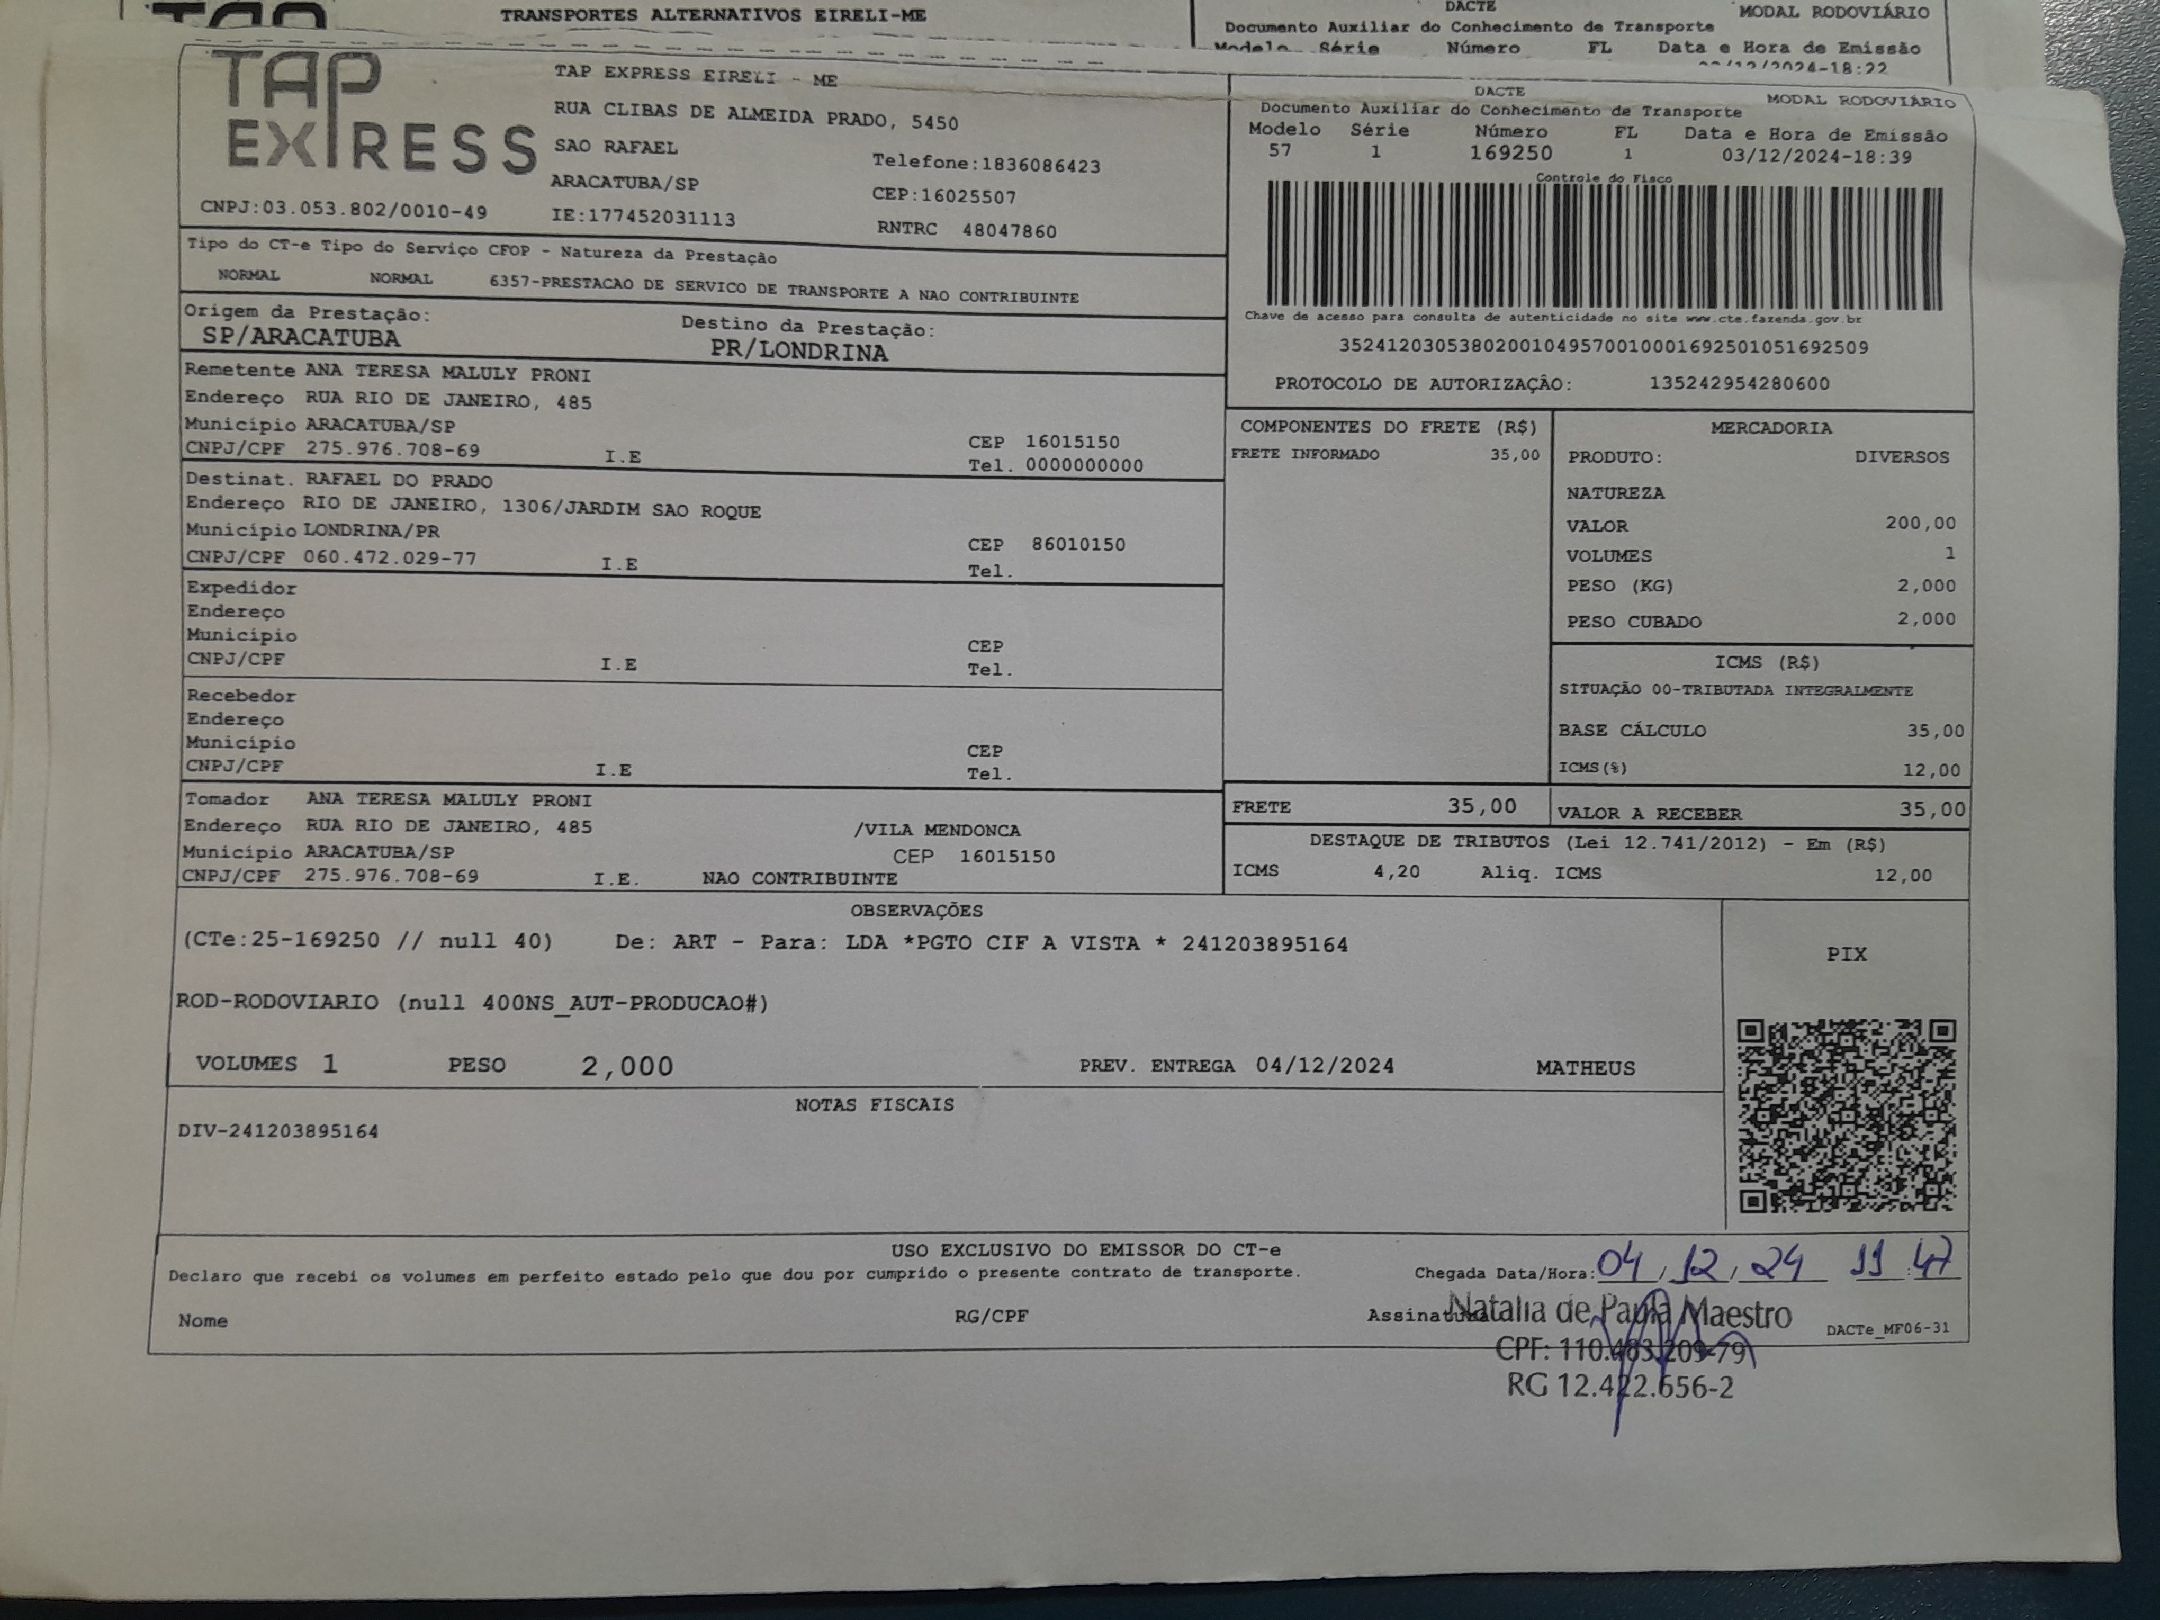 TRANSPORTES ALTERNATIVOS EIRELI-ME
DACTE
MODAL RODOVIÁRIO
Documento Auxiliar do Conhecimento de Transporte
Modelo Série Número FL Data e Hora de Emissão
03/12/2024-18:22
TAP EXPRESS
TAP EXPRESS EIRELI - ME
RUA CLIBAS DE ALMEIDA PRADO, 5450
SAO RAFAEL
Telefone:1836086423
ARACATUBA/SP
CEP:16025507
CNPJ:03.053.802/0010-49 IE:177452031113
RNTRC 48047860
DACTE
MODAL RODOVIÁRIO
Documento Auxiliar do Conhecimento de Transporte
Modelo Série Número FL Data e Hora de Emissão
57 1 169250 1 03/12/2024-18:39
Controle do Fisco
Chave de acesso para consulta de autenticidade no site www.cte.fazenda.gov.br
35241203053802001049570010001692501051692509
PROTOCOLO DE AUTORIZAÇÃO: 135242954280600
Tipo do CT-e Tipo do Serviço CFOP - Natureza da Prestação
NORMAL NORMAL 6357-PRESTACAO DE SERVICO DE TRANSPORTE A NAO CONTRIBUINTE
Origem da Prestação: Destino da Prestação:
SP/ARACATUBA PR/LONDRINA
Remetente ANA TERESA MALULY PRONI
Endereço RUA RIO DE JANEIRO, 485
Município ARACATUBA/SP CEP 16015150
CNPJ/CPF 275.976.708-69 I.E Tel. 0000000000
Destinat. RAFAEL DO PRADO
Endereço RIO DE JANEIRO, 1306/JARDIM SAO ROQUE
Município LONDRINA/PR CEP 86010150
CNPJ/CPF 060.472.029-77 I.E Tel.
Expedidor
Endereço
Município CEP
CNPJ/CPF I.E Tel.
Recebedor
Endereço
Município CEP
CNPJ/CPF I.E Tel.
Tomador ANA TERESA MALULY PRONI
Endereço RUA RIO DE JANEIRO, 485 /VILA MENDONCA
Município ARACATUBA/SP CEP 16015150
CNPJ/CPF 275.976.708-69 I.E. NAO CONTRIBUINTE
COMPONENTES DO FRETE (R$)
FRETE INFORMADO 35,00
MERCADORIA
PRODUTO: DIVERSOS
NATUREZA
VALOR 200,00
VOLUMES 1
PESO (KG) 2,000
PESO CUBADO 2,000
ICMS (R$)
SITUAÇÃO 00-TRIBUTADA INTEGRALMENTE
BASE CÁLCULO 35,00
ICMS(%) 12,00
FRETE 35,00 VALOR A RECEBER 35,00
DESTAQUE DE TRIBUTOS (Lei 12.741/2012) - Em (R$)
ICMS 4,20 Aliq. ICMS 12,00
OBSERVAÇÕES
(CTe:25-169250 // null 40) De: ART - Para: LDA *PGTO CIF A VISTA * 241203895164
ROD-RODOVIARIO (null 400NS_AUT-PRODUCAO#)
VOLUMES 1 PESO 2,000 PREV. ENTREGA 04/12/2024 MATHEUS
PIX
NOTAS FISCAIS
DIV-241203895164
USO EXCLUSIVO DO EMISSOR DO CT-e
Declaro que recebi os volumes em perfeito estado pelo que dou por cumprido o presente contrato de transporte.
Chegada Data/Hora: 04/12/24 11:47
Nome RG/CPF Assinatura
Natalia de Paula Maestro
DACTe_MF06-31
CPF: 110.463.209-79
RG 12.422.656-2